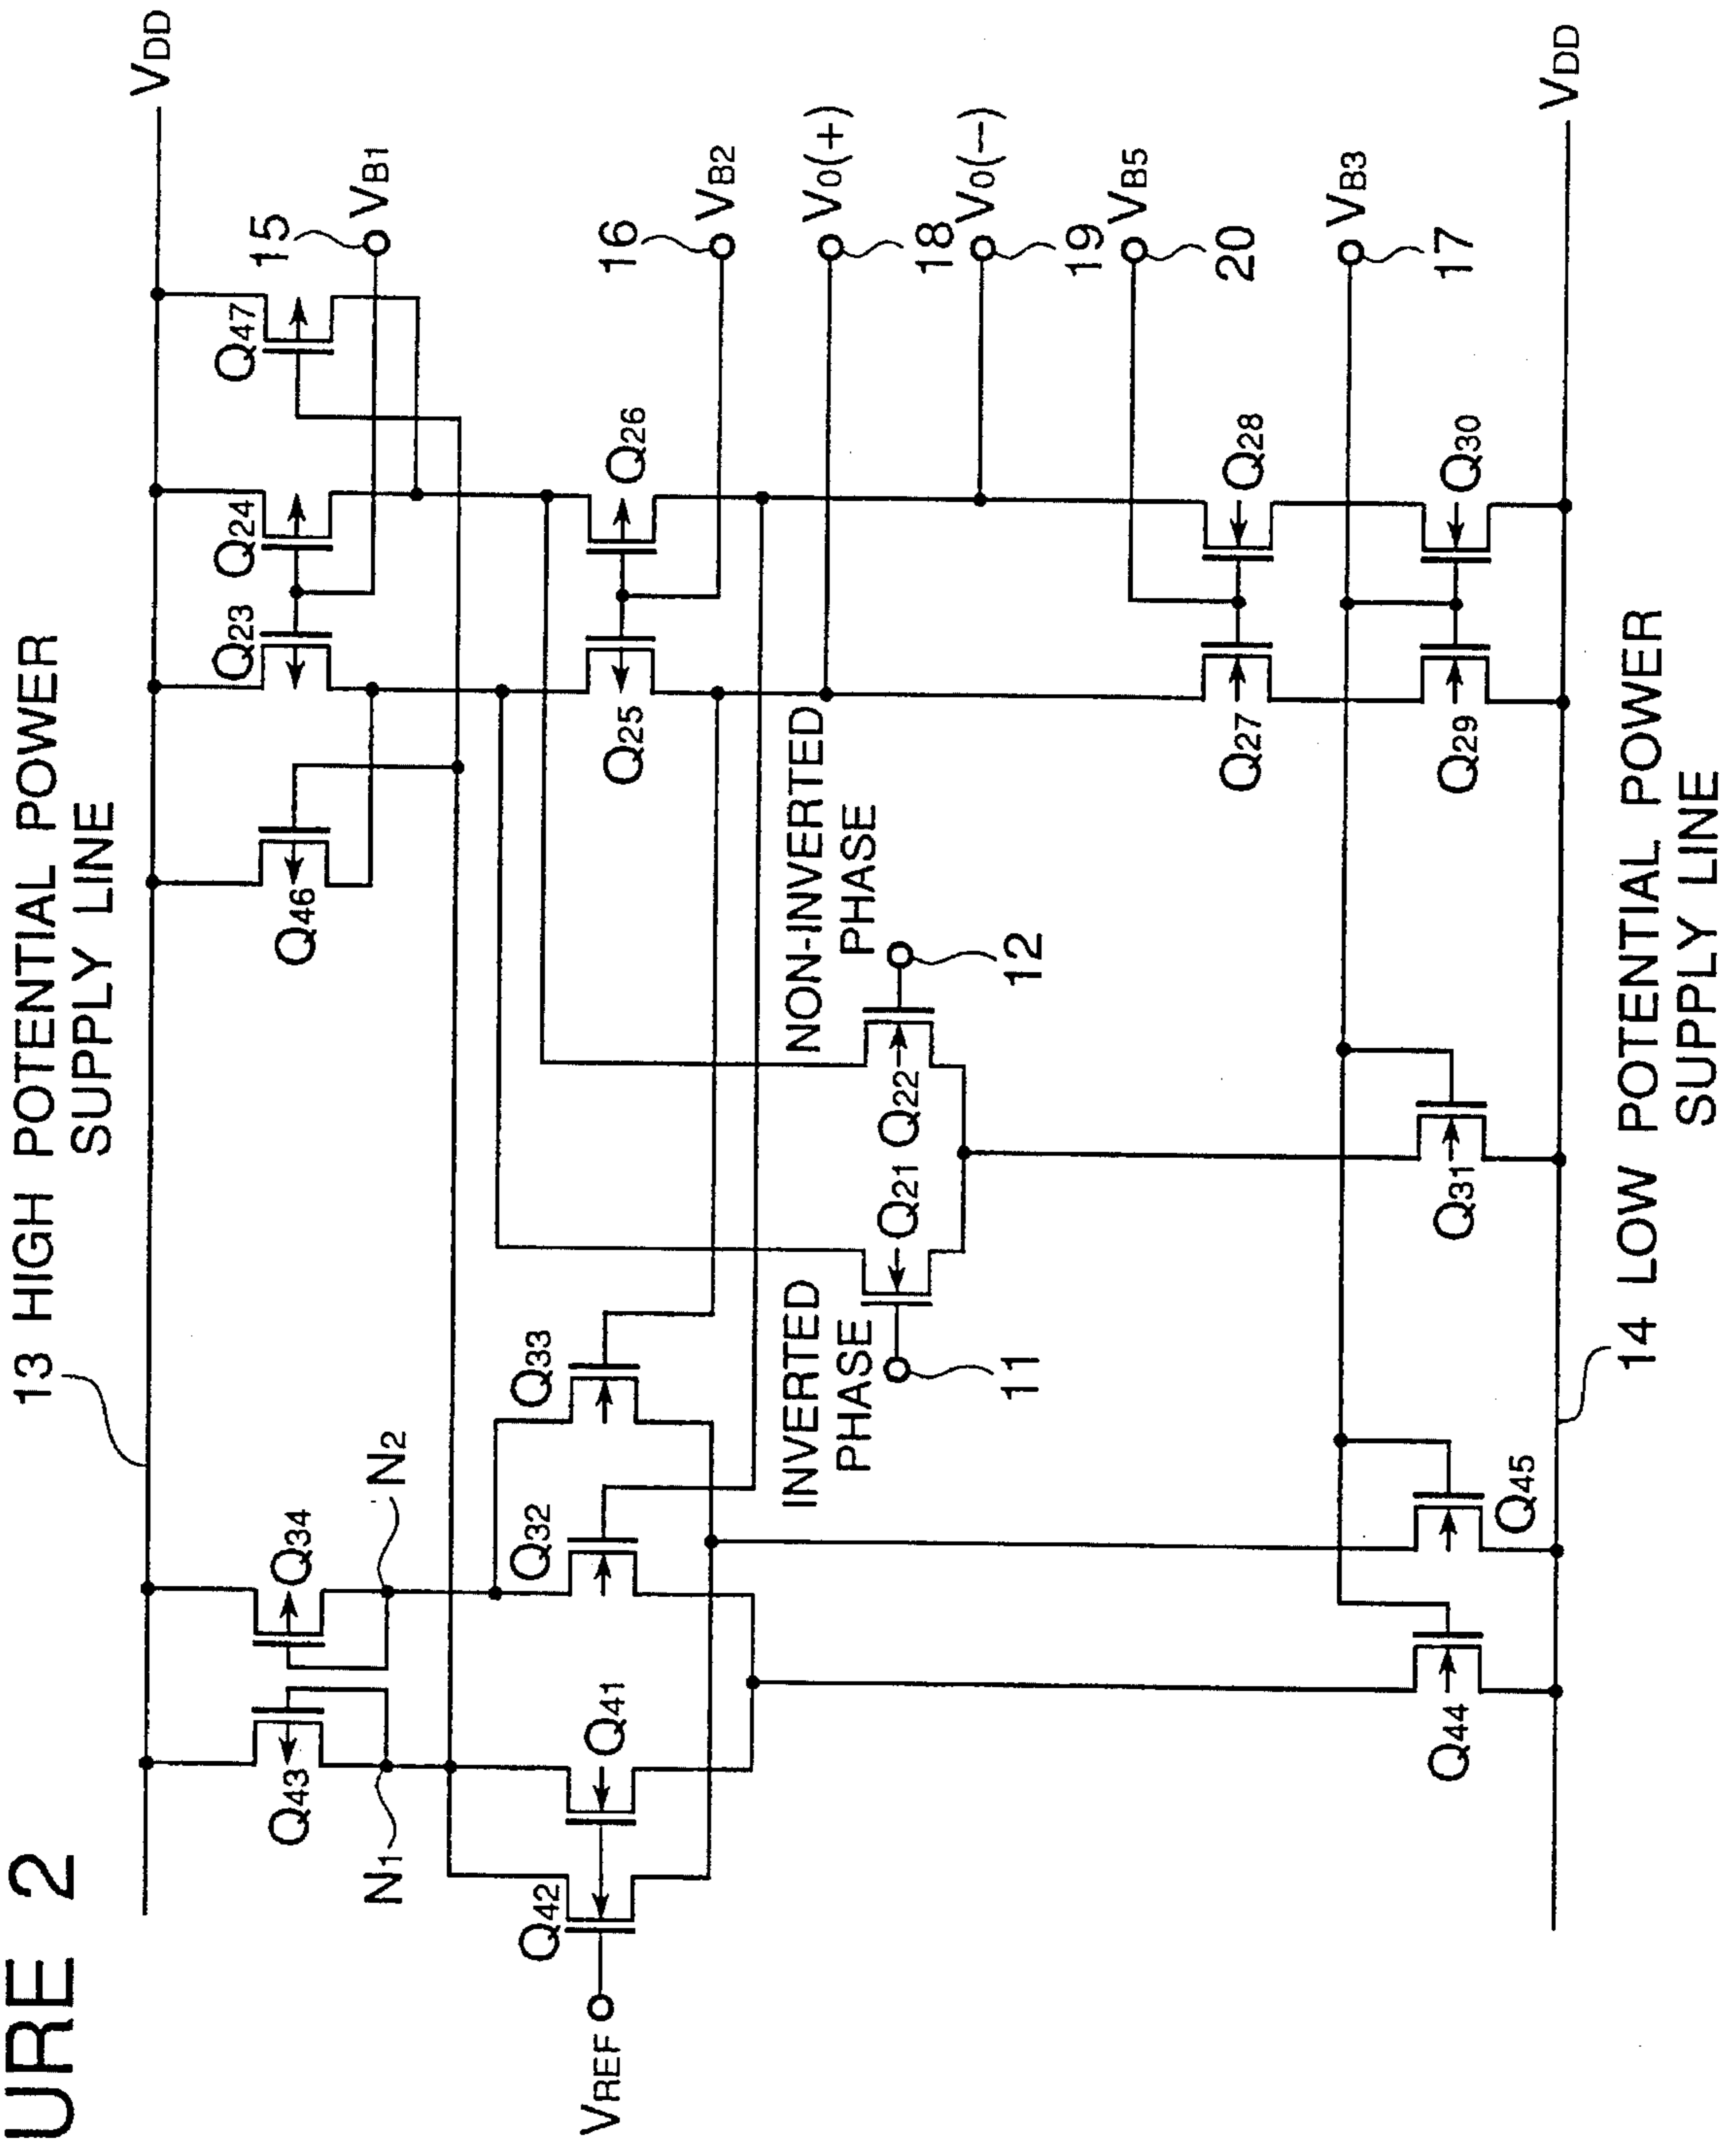 URE 2
13 HIGH POTENTIAL POWER
SUPPLY LINE
VDD
Q43
Q34
N1
N2
Q46
Q23
Q24
Q47
15
VB1
VREF
Q42
Q41
Q32
Q33
Q25
Q26
16
VB2
INVERTED
PHASE
NON-INVERTED
PHASE
11
Q21
Q22
12
18
V0(+)
19
V0(−)
Q27
Q28
20
VB5
Q44
Q45
Q31
Q29
Q30
17
VB3
VDD
14 LOW POTENTIAL POWER
SUPPLY LINE